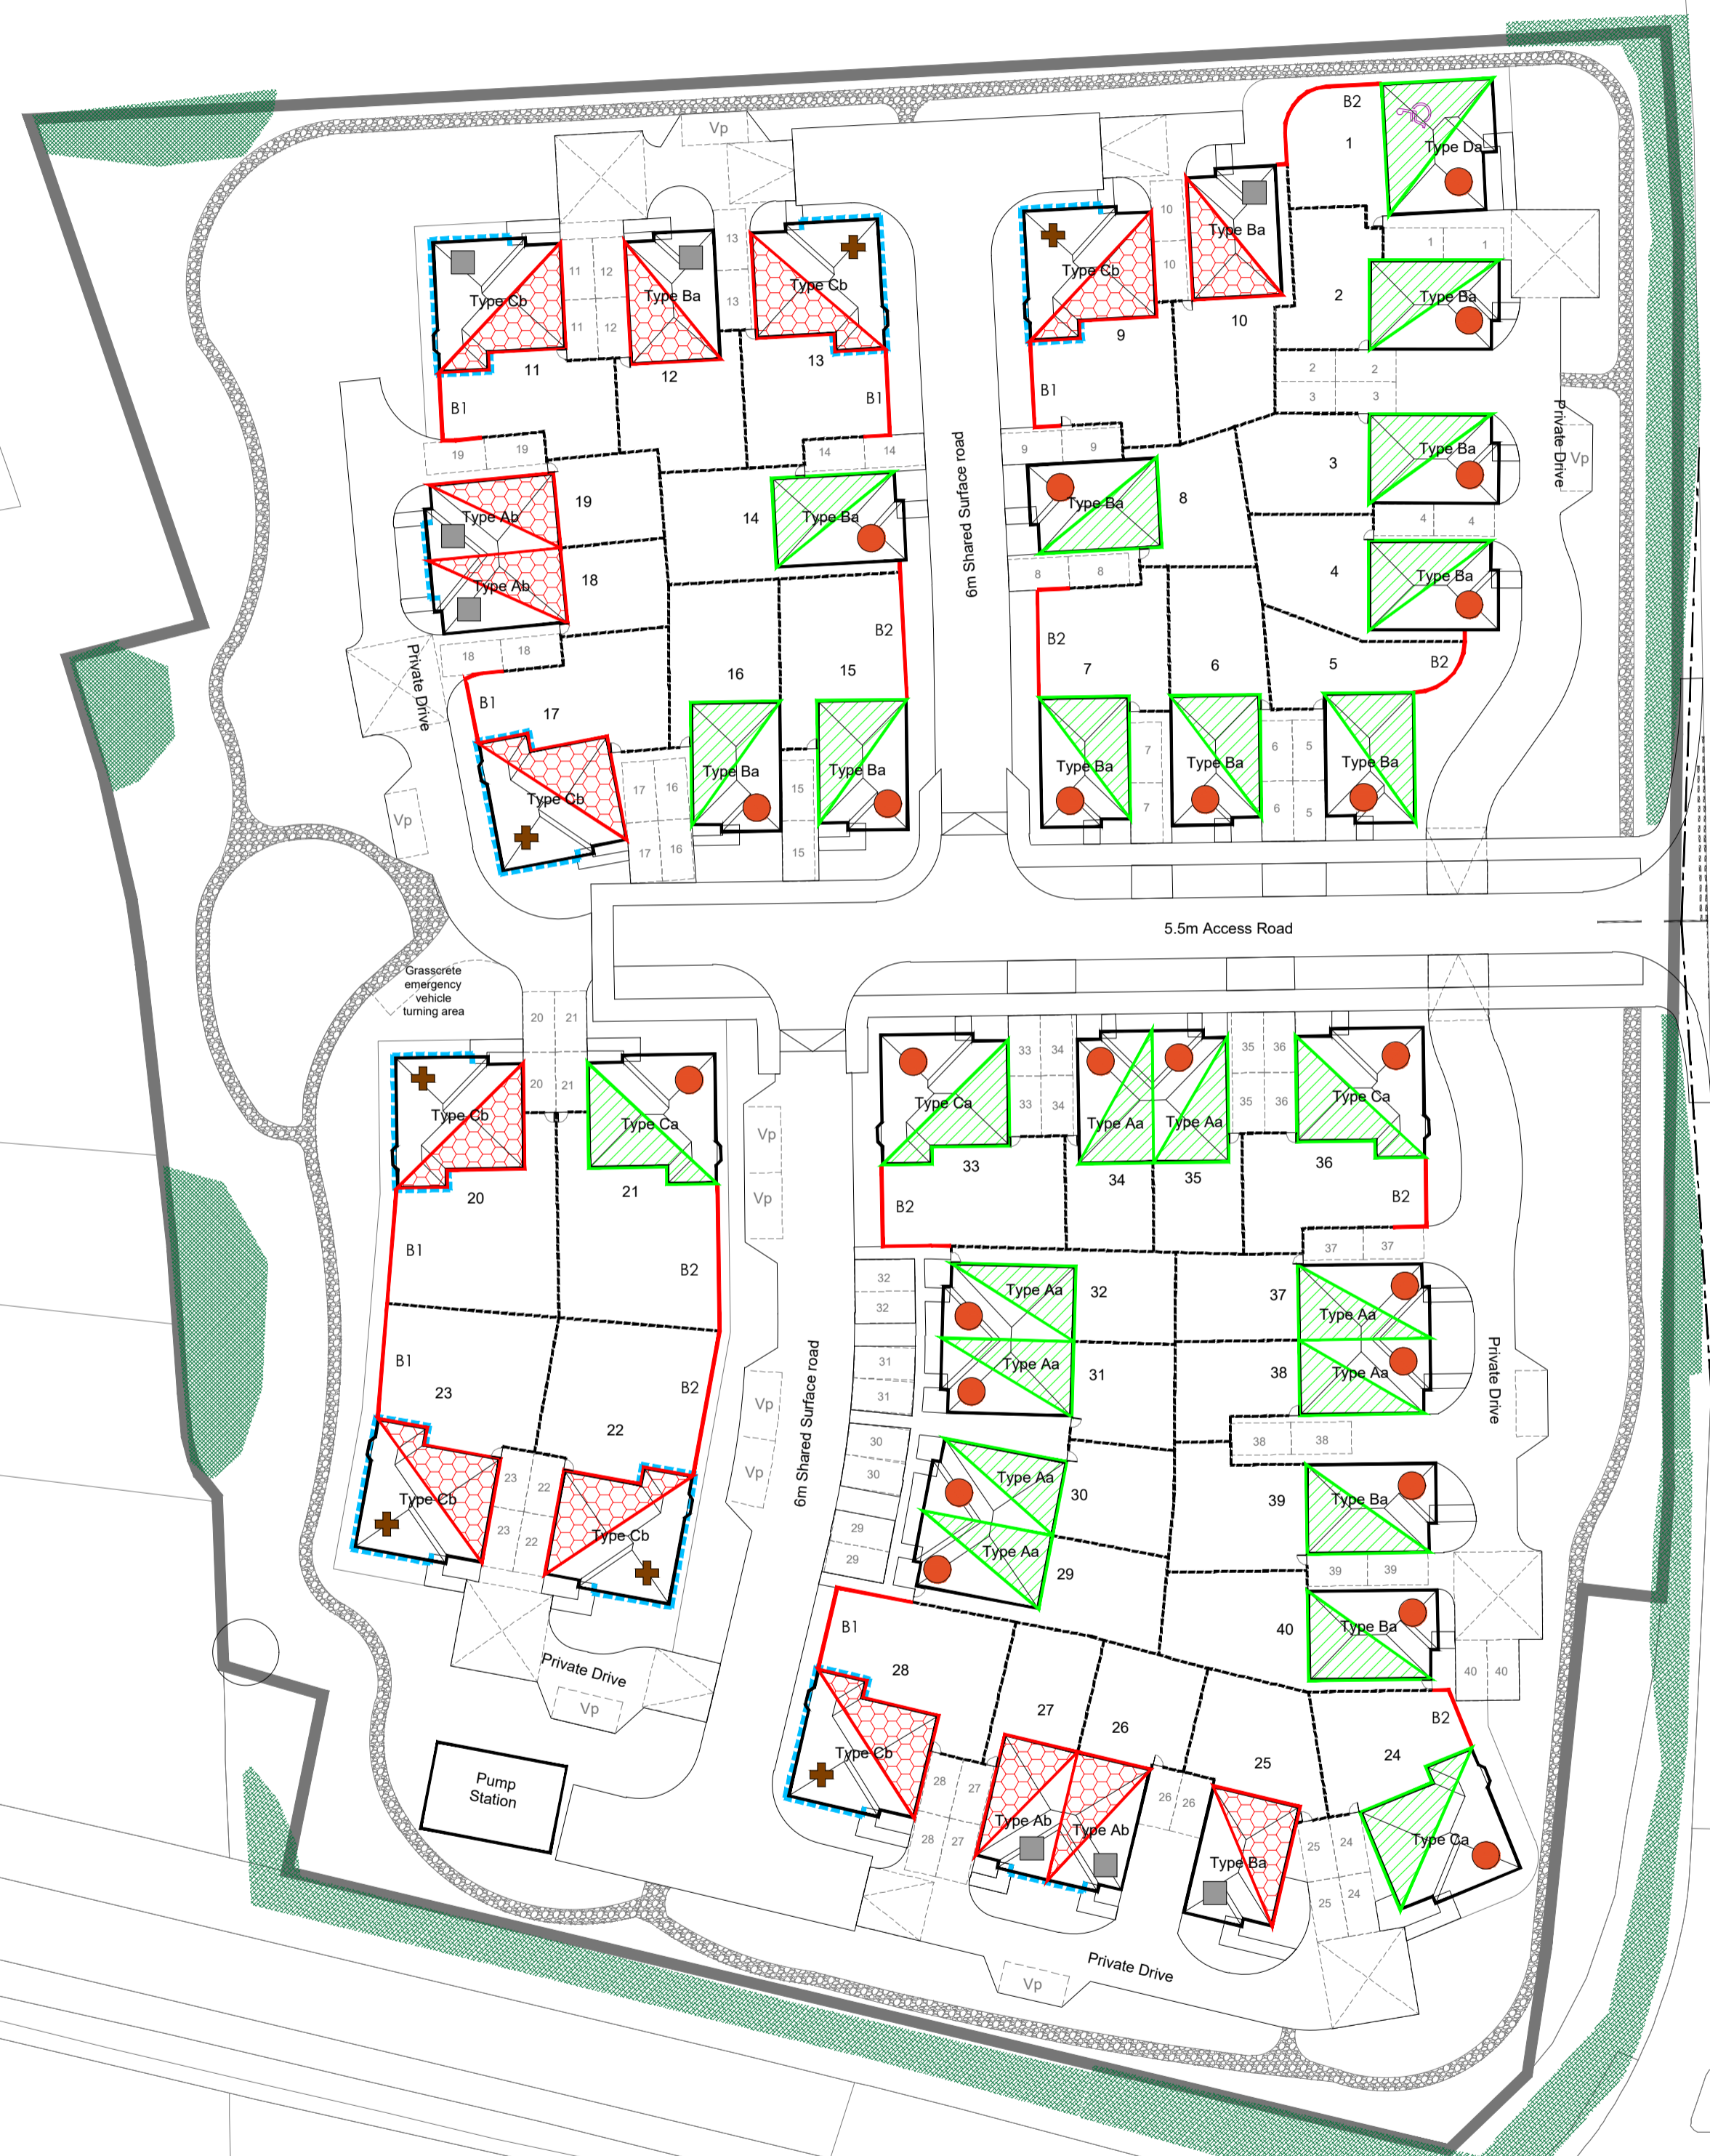 B2
1
Type Da
Vp
10
10
Type Ba
13
13
11
12
11
12
Type Cb
Type Ba
Type Cb
Type Cb
1
1
2
Type Ba
9
10
11
12
13
B1
B1
B1
2
2
3
3
Private Drive
Vp
19
19
14
14
9
9
3
Type Ba
19
Type Ab
14
Type Ba
Type Ba
8
4
4
6m Shared Surface road
18
Type Ab
8
8
4
Type Ba
18
18
Private Drive
B1
17
16
15
B2
B2
7
6
5
B2
Type Cb
Type Ba
Type Ba
Type Ba
Type Ba
Type Ba
17
16
17
16
15
15
7
7
6
5
6
5
Vp
5.5m Access Road
Grasscrete
emergency
vehicle
turning area
20
21
20
21
Type Cb
Type Ca
20
21
B1
B2
Vp
Vp
33
34
33
34
35
36
35
36
Type Ca
Type Aa
Type Aa
Type Ca
33
34
35
36
B2
B2
37
37
32
32
31
31
Type Aa
32
Type Aa
31
37
Type Aa
38
Type Aa
Private Drive
6m Shared Surface road
B1
23
B2
22
Vp
Vp
38
38
30
30
29
29
Type Aa
30
Type Aa
29
39
Type Ba
39
39
40
Type Ba
40
40
Type Cb
23
22
23
22
Type Cb
Private Drive
Vp
Pump
Station
B1
28
Type Cb
27
26
25
24
B2
28
27
28
27
Type Ab
Type Ab
26
26
Type Ba
25
24
25
24
Type Ca
Private Drive
Vp